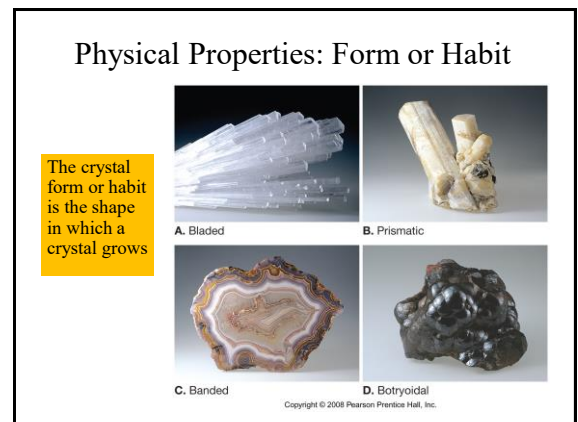 Physical Properties: Form or Habit
The crystal
form or habit
is the shape
in which a
crystal grows
A. Bladed
B. Prismatic
C. Banded
D. Botryoidal
Copyright © 2008 Pearson Prentice Hall, Inc.